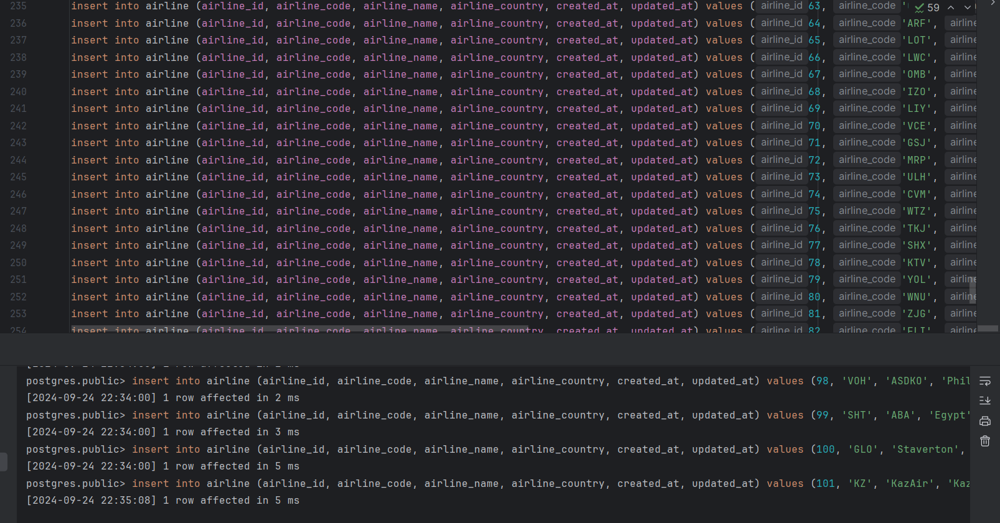 235 insert into airline (airline_id, airline_code, airline_name, airline_country, created_at, updated_at) values ( airline_id 63, airline_code ' 59
236 insert into airline (airline_id, airline_code, airline_name, airline_country, created_at, updated_at) values ( airline_id 64, airline_code 'ARF', airline
237 insert into airline (airline_id, airline_code, airline_name, airline_country, created_at, updated_at) values ( airline_id 65, airline_code 'LOT', airline
238 insert into airline (airline_id, airline_code, airline_name, airline_country, created_at, updated_at) values ( airline_id 66, airline_code 'LWC', airline
239 insert into airline (airline_id, airline_code, airline_name, airline_country, created_at, updated_at) values ( airline_id 67, airline_code 'OMB', airline
240 insert into airline (airline_id, airline_code, airline_name, airline_country, created_at, updated_at) values ( airline_id 68, airline_code 'IZO', airline
241 insert into airline (airline_id, airline_code, airline_name, airline_country, created_at, updated_at) values ( airline_id 69, airline_code 'LIY', airline
242 insert into airline (airline_id, airline_code, airline_name, airline_country, created_at, updated_at) values ( airline_id 70, airline_code 'VCE', airline
243 insert into airline (airline_id, airline_code, airline_name, airline_country, created_at, updated_at) values ( airline_id 71, airline_code 'GSJ', airline
244 insert into airline (airline_id, airline_code, airline_name, airline_country, created_at, updated_at) values ( airline_id 72, airline_code 'MRP', airline
245 insert into airline (airline_id, airline_code, airline_name, airline_country, created_at, updated_at) values ( airline_id 73, airline_code 'ULH', airline
246 insert into airline (airline_id, airline_code, airline_name, airline_country, created_at, updated_at) values ( airline_id 74, airline_code 'CVM', airline
247 insert into airline (airline_id, airline_code, airline_name, airline_country, created_at, updated_at) values ( airline_id 75, airline_code 'WTZ', airline
248 insert into airline (airline_id, airline_code, airline_name, airline_country, created_at, updated_at) values ( airline_id 76, airline_code 'TKJ', airline
249 insert into airline (airline_id, airline_code, airline_name, airline_country, created_at, updated_at) values ( airline_id 77, airline_code 'SHX', airline
250 insert into airline (airline_id, airline_code, airline_name, airline_country, created_at, updated_at) values ( airline_id 78, airline_code 'KTV', airline
251 insert into airline (airline_id, airline_code, airline_name, airline_country, created_at, updated_at) values ( airline_id 79, airline_code 'YOL', airline
252 insert into airline (airline_id, airline_code, airline_name, airline_country, created_at, updated_at) values ( airline_id 80, airline_code 'WNU', airline
253 insert into airline (airline_id, airline_code, airline_name, airline_country, created_at, updated_at) values ( airline_id 81, airline_code 'ZJG', airline
254 insert into airline (airline_id, airline_code, airline_name, airline_country, created_at, updated_at) values ( airline_id 82, airline_code airline
postgres.public> insert into airline (airline_id, airline_code, airline_name, airline_country, created_at, updated_at) values (98, 'VOH', 'ASDKO', 'Phil
[2024-09-24 22:34:00] 1 row affected in 2 ms
postgres.public> insert into airline (airline_id, airline_code, airline_name, airline_country, created_at, updated_at) values (99, 'SHT', 'ABA', 'Egypt'
[2024-09-24 22:34:00] 1 row affected in 3 ms
postgres.public> insert into airline (airline_id, airline_code, airline_name, airline_country, created_at, updated_at) values (100, 'GLO', 'Staverton',
[2024-09-24 22:34:00] 1 row affected in 5 ms
postgres.public> insert into airline (airline_id, airline_code, airline_name, airline_country, created_at, updated_at) values (101, 'KZ', 'KazAir', 'Kaz
[2024-09-24 22:35:08] 1 row affected in 5 ms